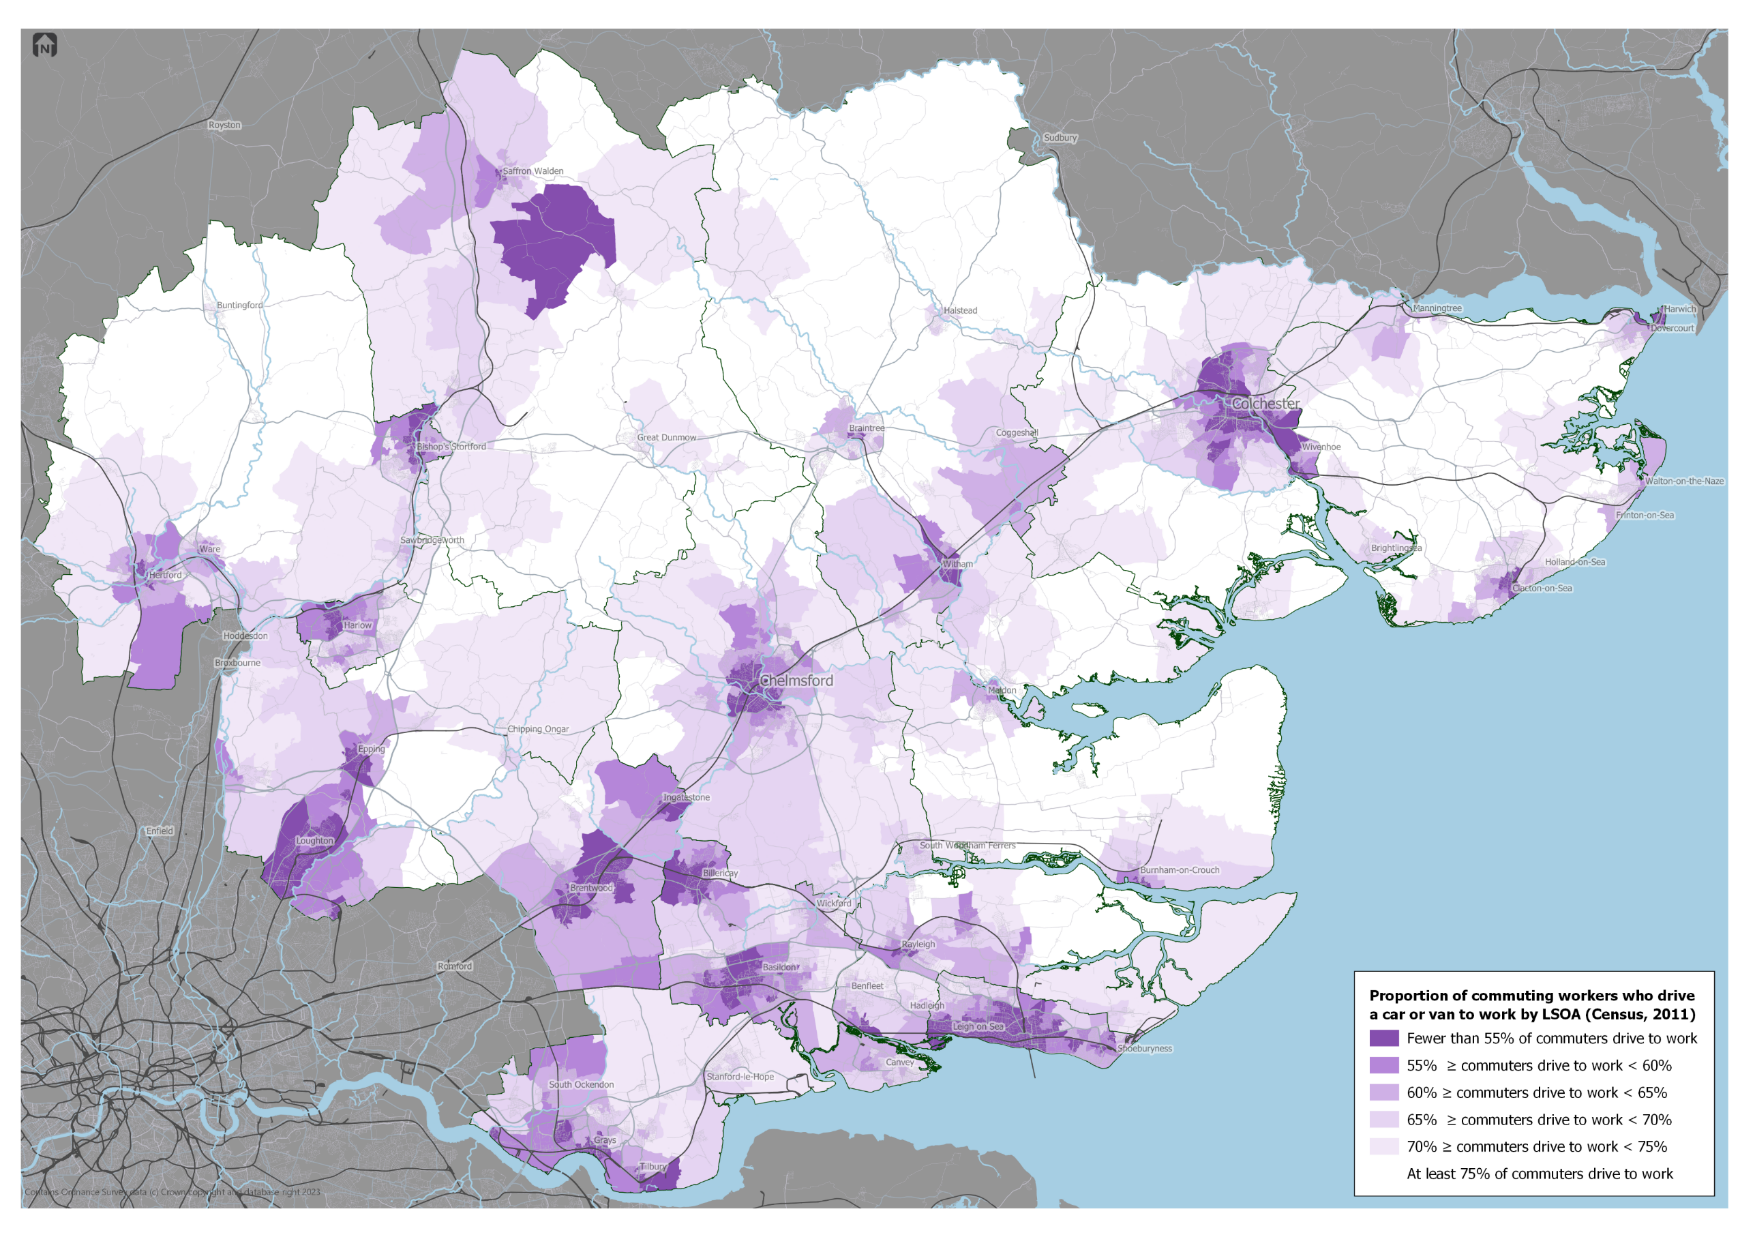 N
Royston
Sudbury
Saffron Walden
Buntingford
Halstead
Manningtree
Harwich
Dovercourt
Colchester
Braintree
Coggeshall
Great Dunmow
Bishop's Stortford
Wivenhoe
Walton-on-the-Naze
Frinton-on-Sea
Sawbridgeworth
Ware
Brightlingsea
Holland-on-Sea
Hertford
Witham
Clacton-on-Sea
Harlow
Hoddesdon
Broxbourne
Chelmsford
Maldon
Chipping Ongar
Epping
Ingatestone
Enfield
Loughton
South Woodham Ferrers
Billericay
Burnham-on-Crouch
Brentwood
Wickford
Rayleigh
Romford
Basildon
Benfleet
Hadleigh
Leigh on Sea
Shoeburyness
Canvey
Stanford-le-Hope
South Ockendon
Grays
Tilbury
Proportion of commuting workers who drive
a car or van to work by LSOA (Census, 2011)
Fewer than 55% of commuters drive to work
55% ≥ commuters drive to work < 60%
60% ≥ commuters drive to work < 65%
65% ≥ commuters drive to work < 70%
70% ≥ commuters drive to work < 75%
At least 75% of commuters drive to work
Contains Ordnance Survey data (c) Crown copyright and database right 2023